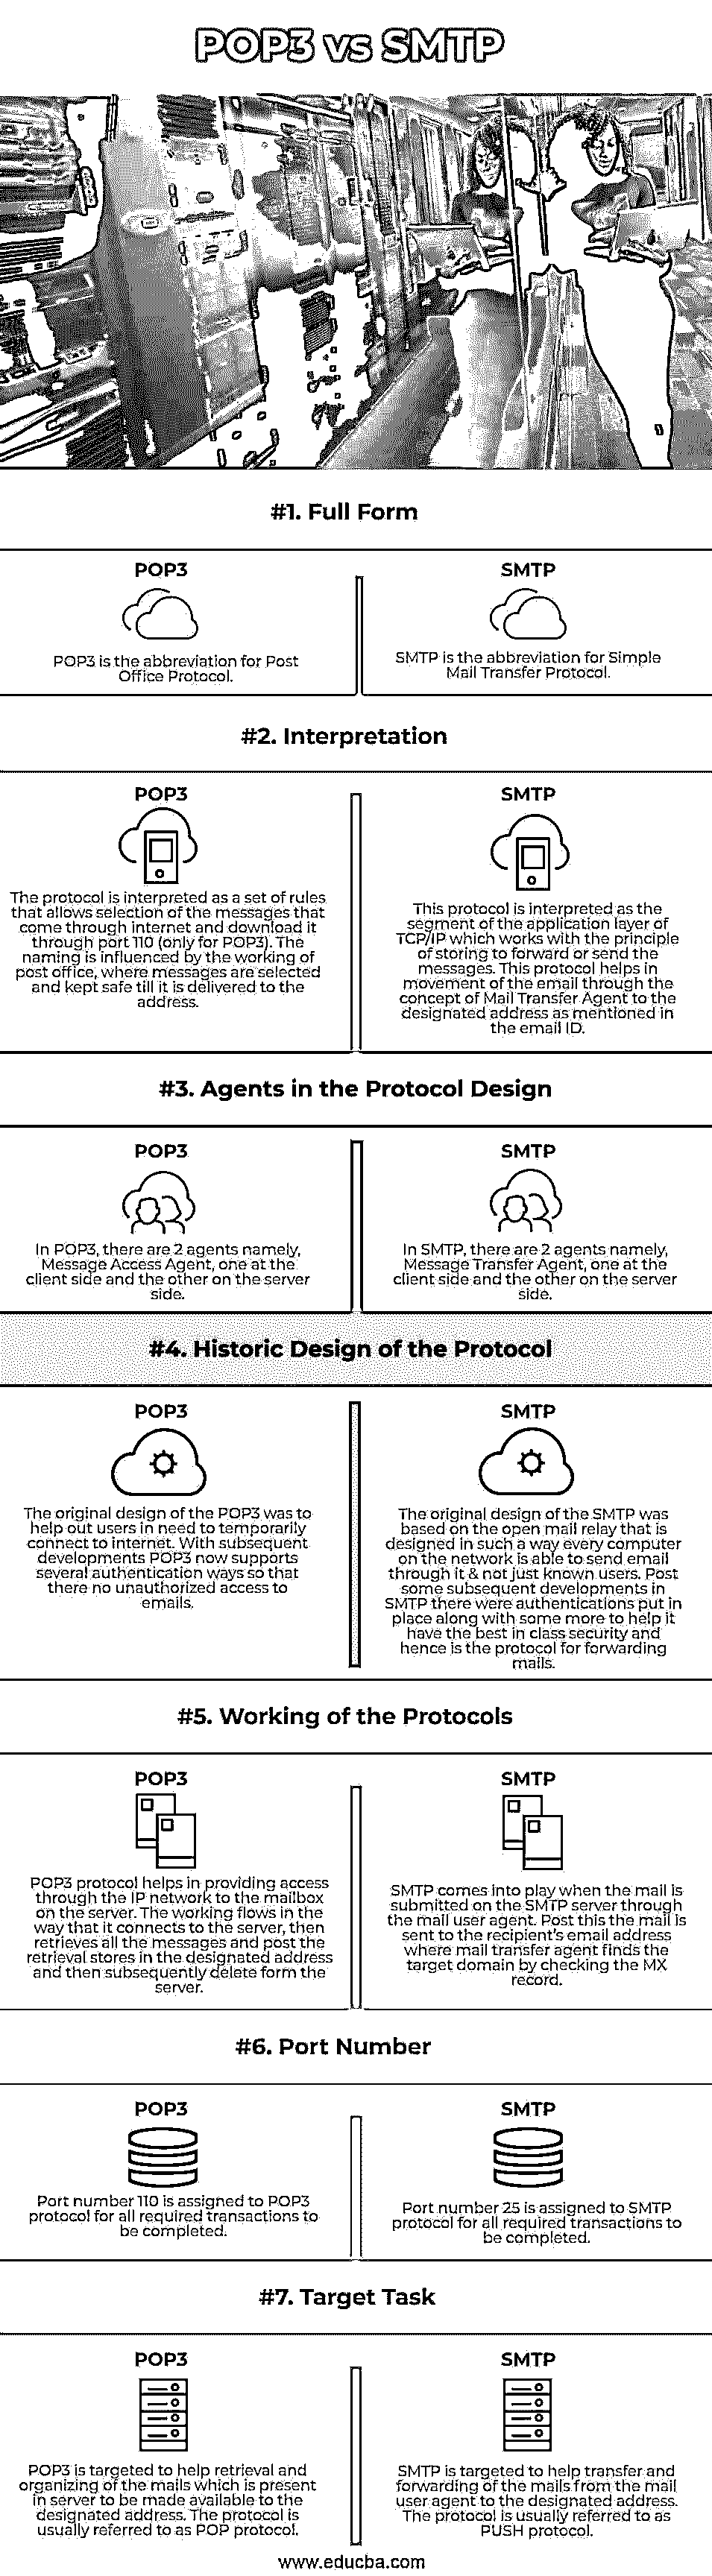 POP3 vs SMTP
#1. Full Form
POP3
POP3 is the abbreviation for Post
Office Protocol.
SMTP
SMTP is the abbreviation for Simple
Mail Transfer Protocol.
#2. Interpretation
POP3
The protocol is interpreted as a set of rules
that allows selection of the messages that
come through internet and download it
through port 110 (only for POP3). The
naming is influenced by the working of
post office, where messages are selected
and kept safe till it is delivered to the
address.
SMTP
This protocol is interpreted as the
segment of the application layer of
TCP/IP which works with the principle
of storing to forward or send the
messages. This protocol helps in
movement of the email through the
concept of Mail Transfer Agent to the
designated address as mentioned in
the email ID.
#3. Agents in the Protocol Design
POP3
In POP3, there are 2 agents namely,
Message Access Agent, one at the
client side and the other on the server
side.
SMTP
In SMTP, there are 2 agents namely,
Message Transfer Agent, one at the
client side and the other on the server
side.
#4. Historic Design of the Protocol
POP3
The original design of the POP3 was to
help out users in need to temporarily
connect to internet. With subsequent
developments POP3 now supports
several authentication ways so that
there no unauthorized access to
emails.
SMTP
The original design of the SMTP was
based on the open mail relay that is
designed in such a way every computer
on the network is able to send email
through it & not just known users. Post
some subsequent developments in
SMTP there were authentications put in
place along with some more to help it
have the best in class security and
hence is the protocol for forwarding
mails.
#5. Working of the Protocols
POP3
POP3 protocol helps in providing access
through the IP network to the mailbox
on the server. The working flows in the
way that it connects to the server, then
retrieves all the messages and post the
retrieval stores in the designated address
and then subsequently delete form the
server.
SMTP
SMTP comes into play when the mail is
submitted on the SMTP server through
the mail user agent. Post this the mail is
sent to the recipient's email address
where mail transfer agent finds the
target domain by checking the MX
record.
#6. Port Number
POP3
Port number 110 is assigned to POP3
protocol for all required transactions to
be completed.
SMTP
Port number 25 is assigned to SMTP
protocol for all required transactions to
be completed.
#7. Target Task
POP3
POP3 is targeted to help retrieval and
organizing of the mails which is present
in server to be made available to the
designated address. The protocol is
usually referred to as POP protocol.
SMTP
SMTP is targeted to help transfer and
forwarding of the mails from the mail
user agent to the designated address.
The protocol is usually referred to as
PUSH protocol.
www.educba.com